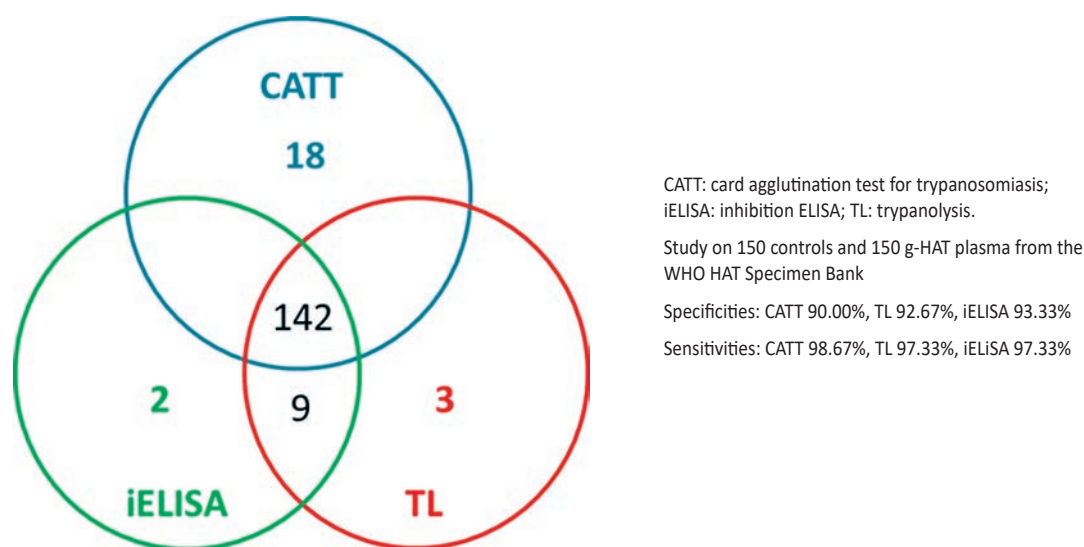 CATT
18
142
2
9
3
iELISA
TL
CATT: card agglutination test for trypanosomiasis;
iELISA: inhibition ELISA; TL: trypanolysis.
Study on 150 controls and 150 g-HAT plasma from the
WHO HAT Specimen Bank
Specificities: CATT 90.00%, TL 92.67%, iELISA 93.33%
Sensitivities: CATT 98.67%, TL 97.33%, iELiSA 97.33%